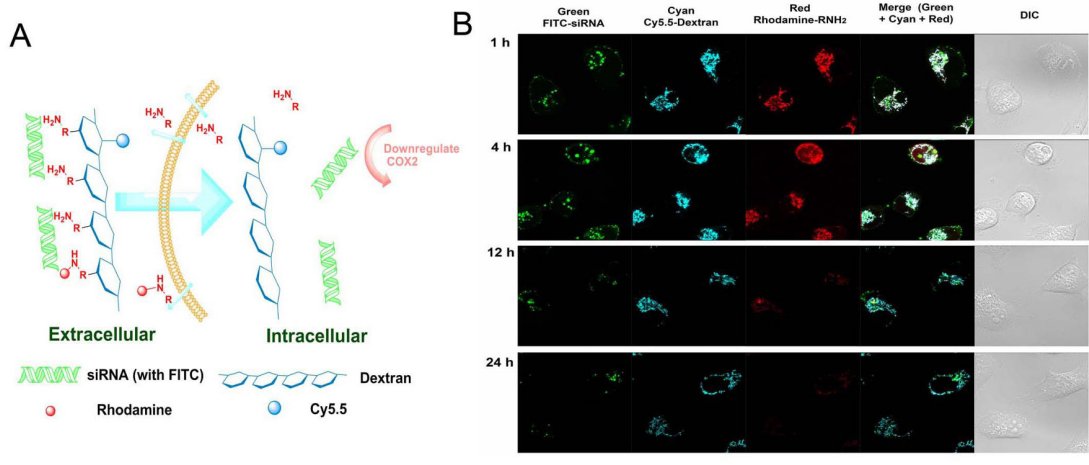 A
H₂N
R
H₂N
R
H₂N
R
H
N
R
H₂N
R
H₂N
R
H
N
R
H₂N
R
Downregulate
COX2
Extracellular
Intracellular
siRNA (with FITC)
Dextran
Rhodamine
Cy5.5
B
Green
FITC-siRNA
Cyan
Cy5.5-Dextran
Red
Rhodamine-RNH₂
Merge (Green
+ Cyan + Red)
DIC
1 h
4 h
12 h
24 h